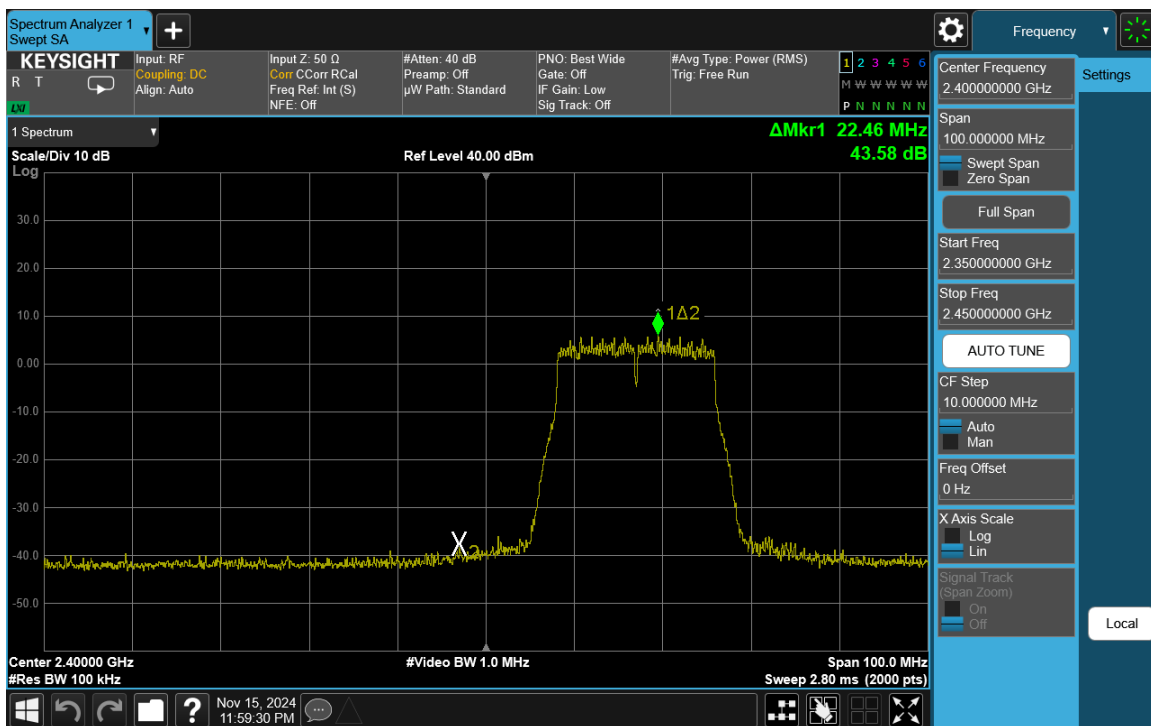 Spectrum Analyzer 1
Swept SA
+
Frequency
KEYSIGHT
R T
LXI
Input: RF
Coupling: DC
Align: Auto
Input Z: 50 Ω
Corr CCorr RCal
Freq Ref: Int (S)
NFE: Off
#Atten: 40 dB
Preamp: Off
µW Path: Standard
PNO: Best Wide
Gate: Off
IF Gain: Low
Sig Track: Off
#Avg Type: Power (RMS)
Trig: Free Run
1 2 3 4 5 6
M W W W W W
P N N N N N
1 Spectrum
ΔMkr1 22.46 MHz
43.58 dB
Scale/Div 10 dB
Ref Level 40.00 dBm
Log
30.0
20.0
10.0
0.00
-10.0
-20.0
-30.0
-40.0
-50.0
1Δ2
X2
Center 2.40000 GHz
#Video BW 1.0 MHz
Span 100.0 MHz
#Res BW 100 kHz
Sweep 2.80 ms (2000 pts)
Center Frequency
2.400000000 GHz
Settings
Span
100.000000 MHz
Swept Span
Zero Span
Full Span
Start Freq
2.350000000 GHz
Stop Freq
2.450000000 GHz
AUTO TUNE
CF Step
10.000000 MHz
Auto
Man
Freq Offset
0 Hz
X Axis Scale
Log
Lin
Signal Track
(Span Zoom)
On
Off
Local
?
Nov 15, 2024
11:59:30 PM